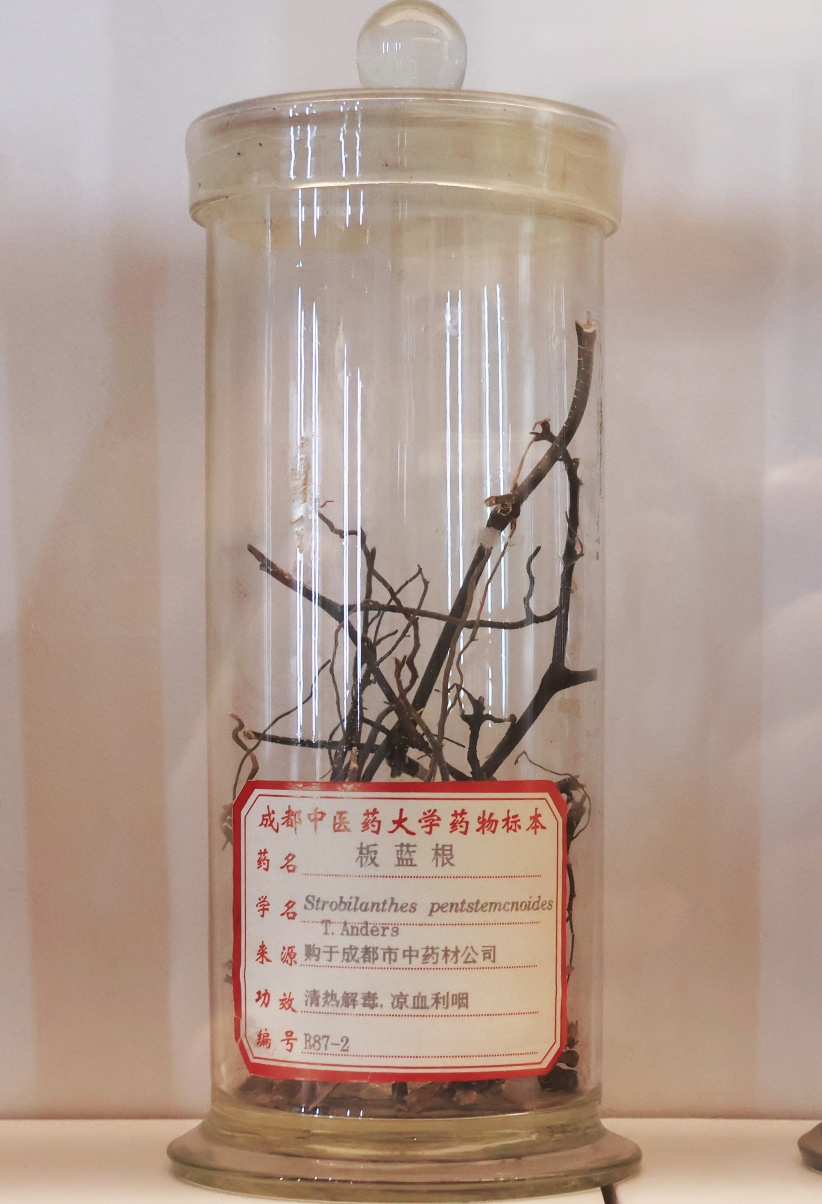 成都中医药大学药物标本
药名 板蓝根
学名 Strobilanthes pentstemcnoides
T. Anders
来源 购于成都市中药材公司
功效 清热解毒，凉血利咽
编号 R87-2